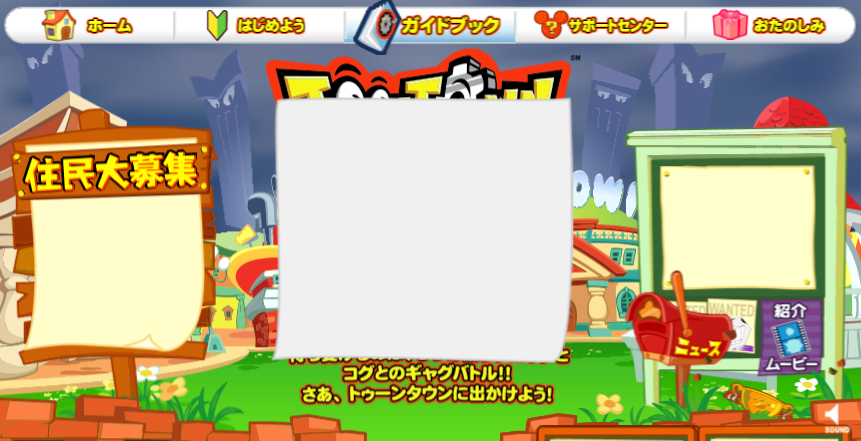 ホーム
はじめよう
ガイドブック
?
サポートセンター
おたのしみ
SM
住民大募集
OWN
WANTED
紹介
ムービー
ニュース
コグとのギャグバトル!!
さあ、トゥーンタウンに出かけよう!
SOUND